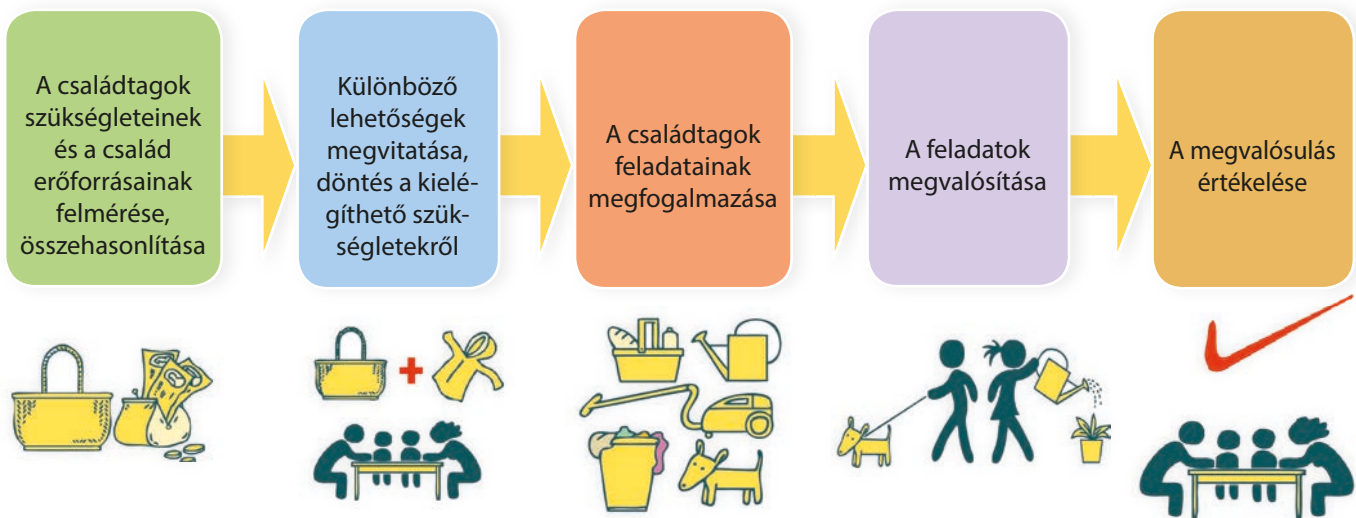 A családtagok
szükségleteinek
és a család
erőforrásainak
felmérése,
összehasonlítása
Különböző
lehetőségek
megvitatása,
döntés a kielé-
gíthető szük-
ségletekről
A családtagok
feladatainak
megfogalmazása
A feladatok
megvalósítása
A megvalósulás
értékelése